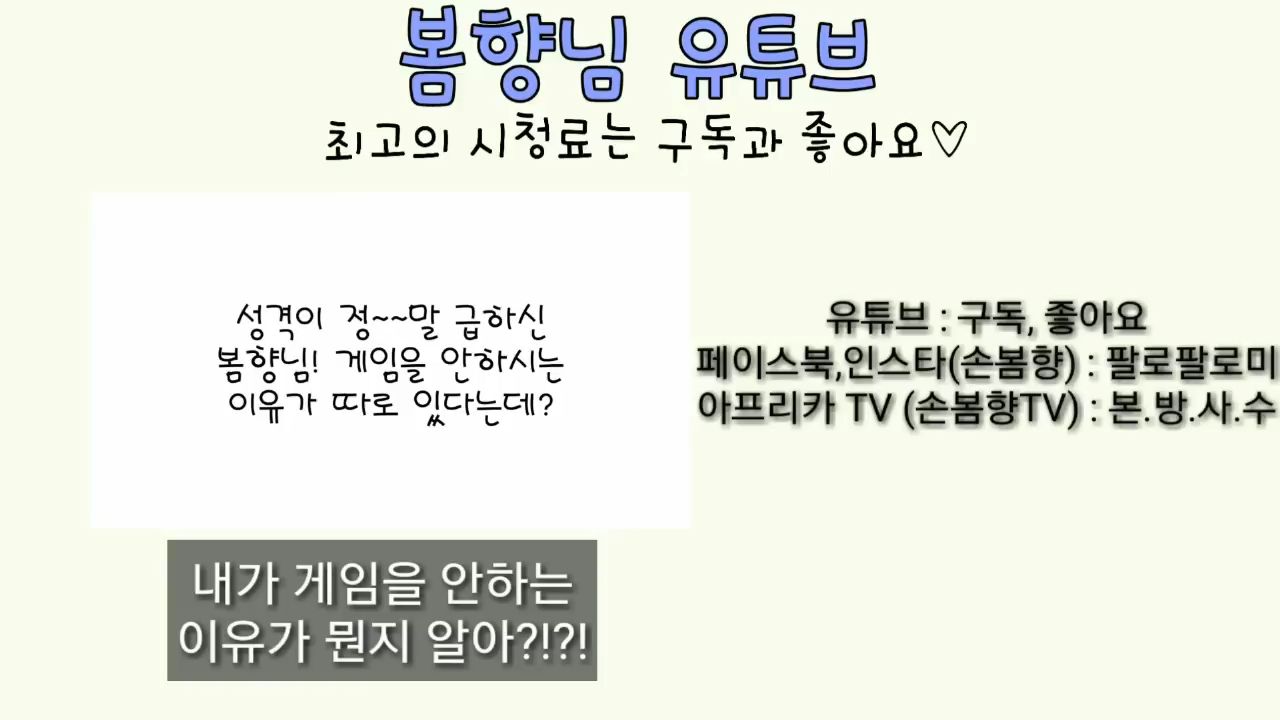 봄향님 유튜브
최고의 시청료는 구독과 좋아요♡
성격이 정~~말 급하신
봄향님! 게임을 안하시는
이유가 따로 있다는데?
유튜브 : 구독, 좋아요
페이스북,인스타(손봄향) : 팔로팔로미
아프리카 TV (손봄향TV) : 본.방.사.수
내가 게임을 안하는
이유가 뭔지 알아?!?!